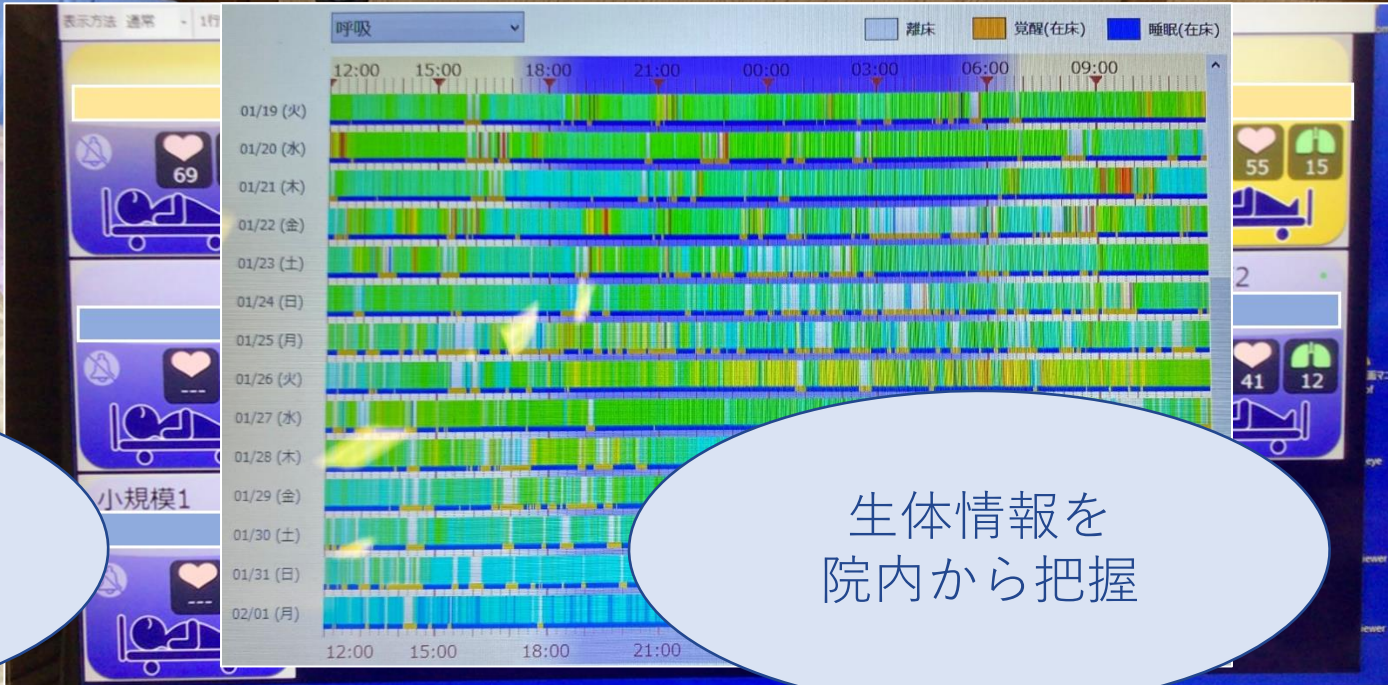 表示方法 通常 - 1行
呼吸
離床
覚醒(在床)
睡眠(在床)
12:00 15:00 18:00 21:00 00:00 03:00 06:00 09:00
01/19 (火)
01/20 (水)
01/21 (木)
01/22 (金)
01/23 (土)
01/24 (日)
01/25 (月)
01/26 (火)
01/27 (水)
01/28 (木)
01/29 (金)
01/30 (土)
01/31 (日)
02/01 (月)
12:00 15:00 18:00 21:00
69
---
小規模1
---
55 15
2
41 12
eye
生体情報を
院内から把握